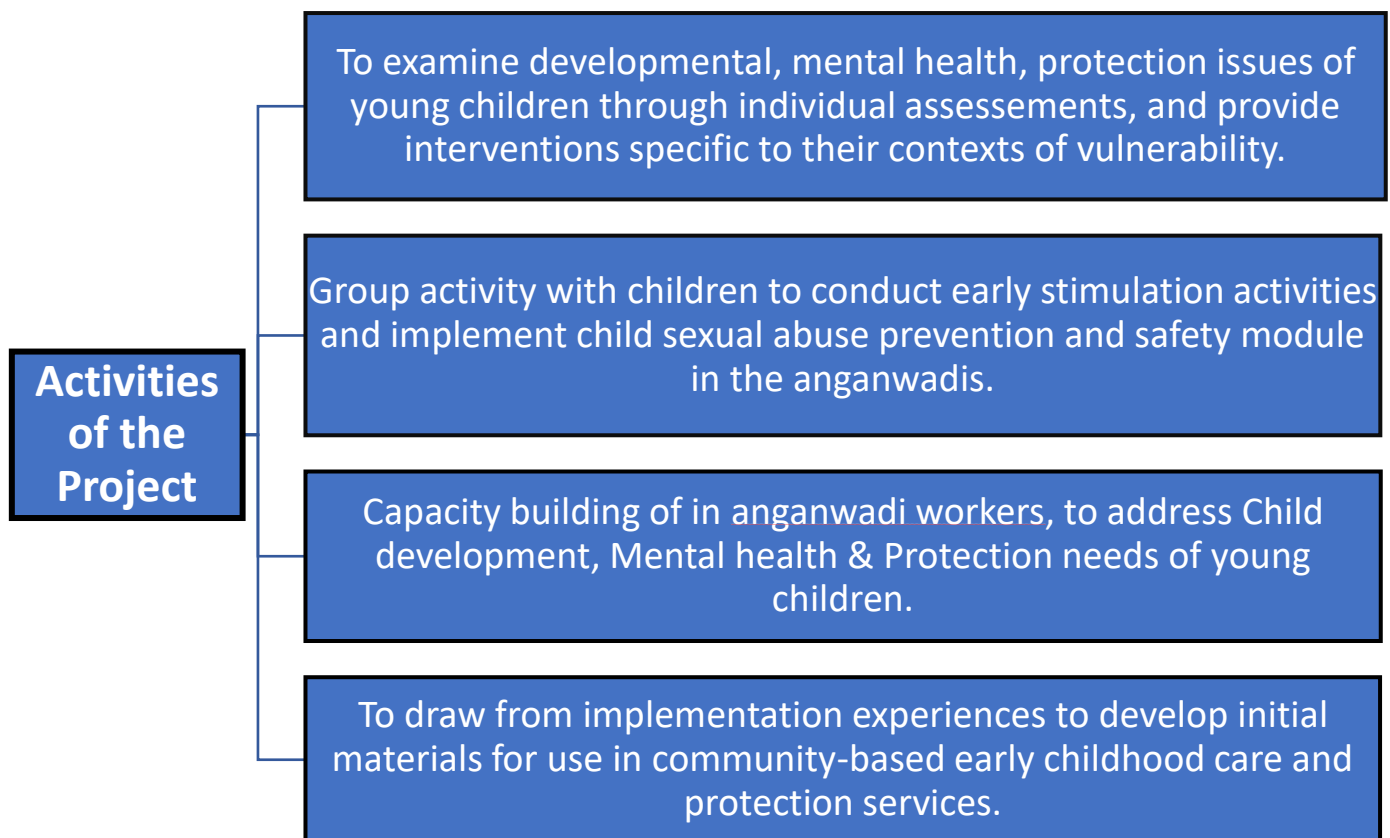 Activities
of the
Project
To examine developmental, mental health, protection issues of
young children through individual assessements, and provide
interventions specific to their contexts of vulnerability.
Group activity with children to conduct early stimulation activities
and implement child sexual abuse prevention and safety module
in the anganwadis.
Capacity building of in anganwadi workers, to address Child
development, Mental health & Protection needs of young
children.
To draw from implementation experiences to develop initial
materials for use in community-based early childhood care and
protection services.